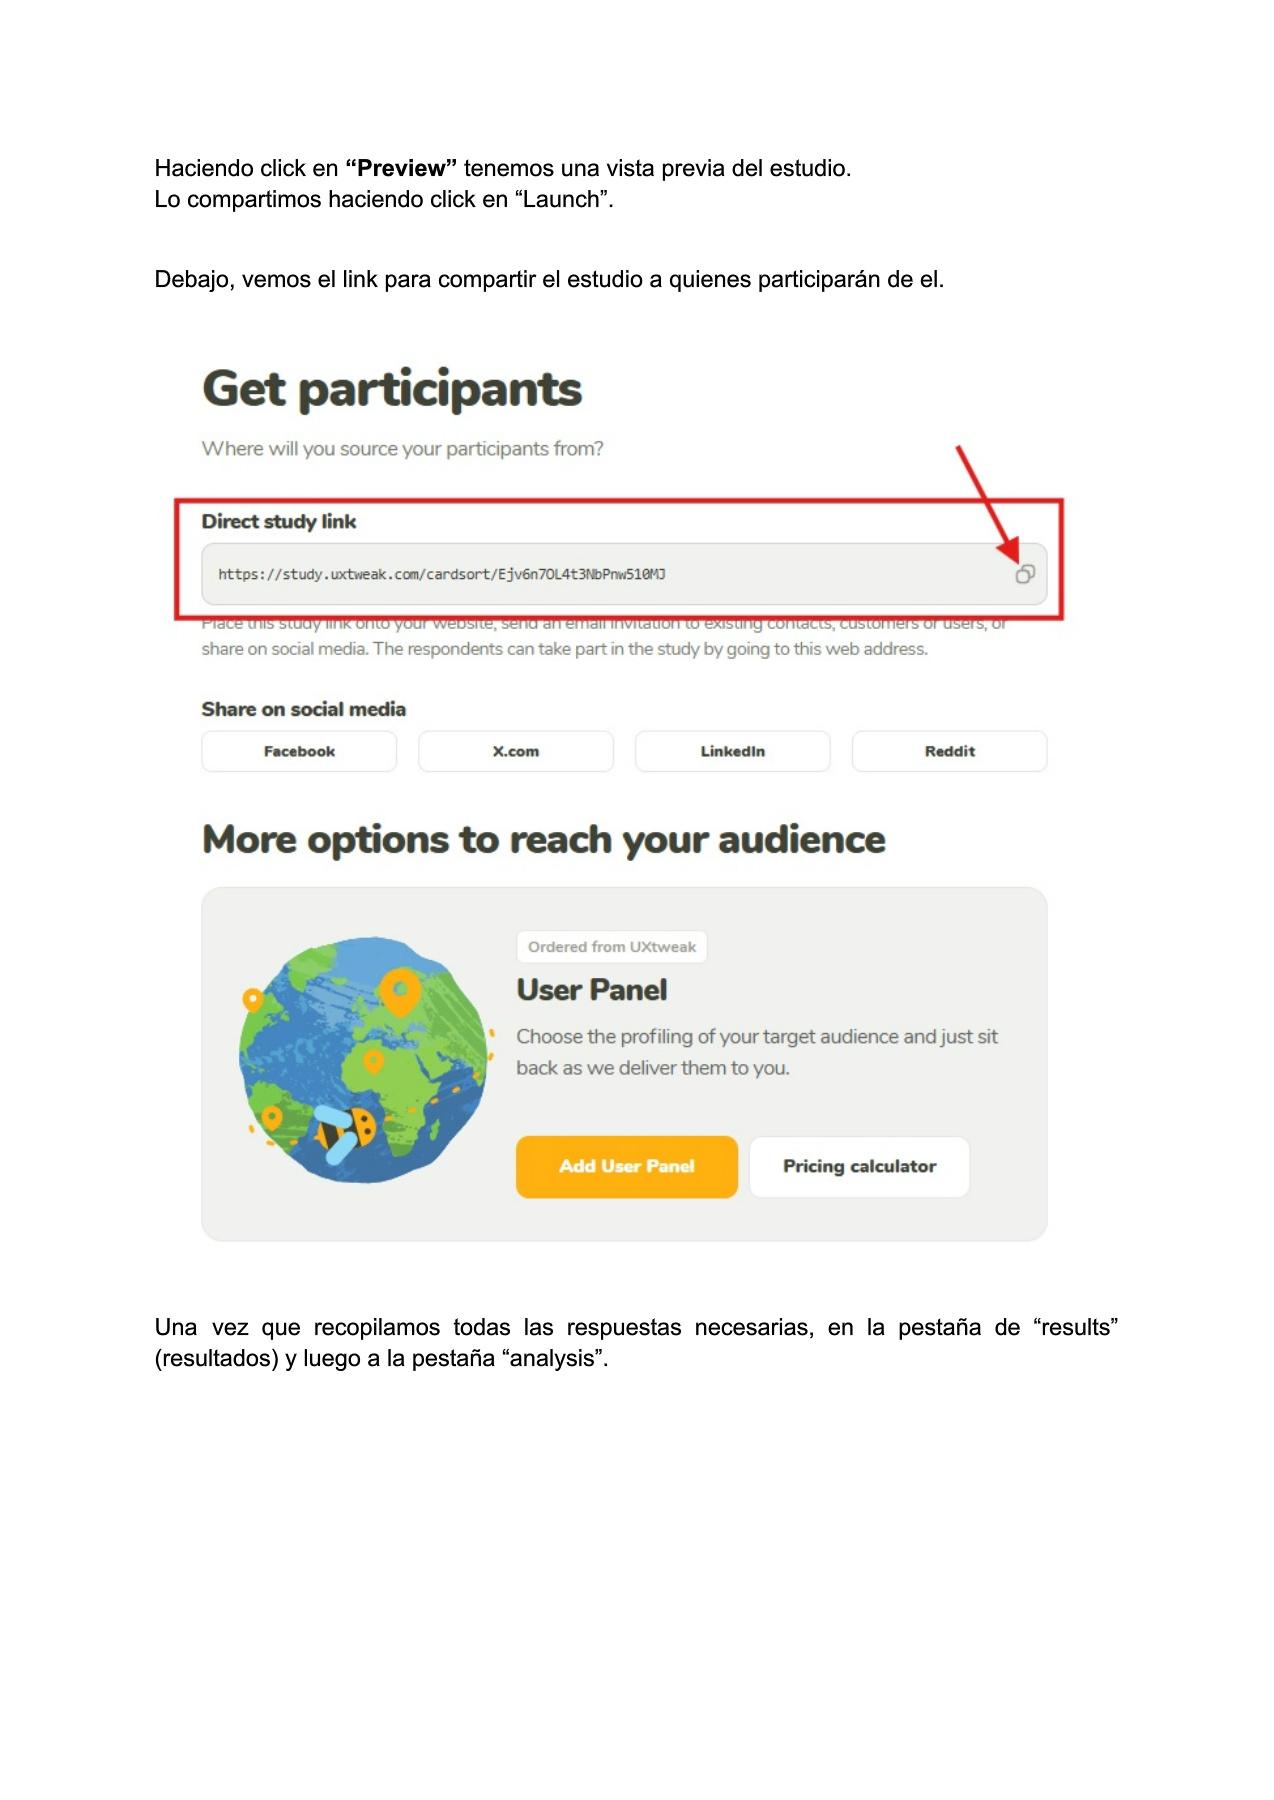 Haciendo click en “Preview” tenemos una vista previa del estudio.
Lo compartimos haciendo click en “Launch”.
Debajo, vemos el link para compartir el estudio a quienes participarán de el.
Get participants
Where will you source your participants from?
Direct study link
https://study.uxtweak.com/cardsort/Ejv6n7OL4t3NbPnw510MJ
Place this study link onto your website, send an email invitation to existing contacts, customers or users, or
share on social media. The respondents can take part in the study by going to this web address.
Share on social media
Facebook
X.com
LinkedIn
Reddit
More options to reach your audience
Ordered from UXtweak
User Panel
Choose the profiling of your target audience and just sit
back as we deliver them to you.
Add User Panel
Pricing calculator
Una vez que recopilamos todas las respuestas necesarias, en la pestaña de “results”
(resultados) y luego a la pestaña “analysis”.